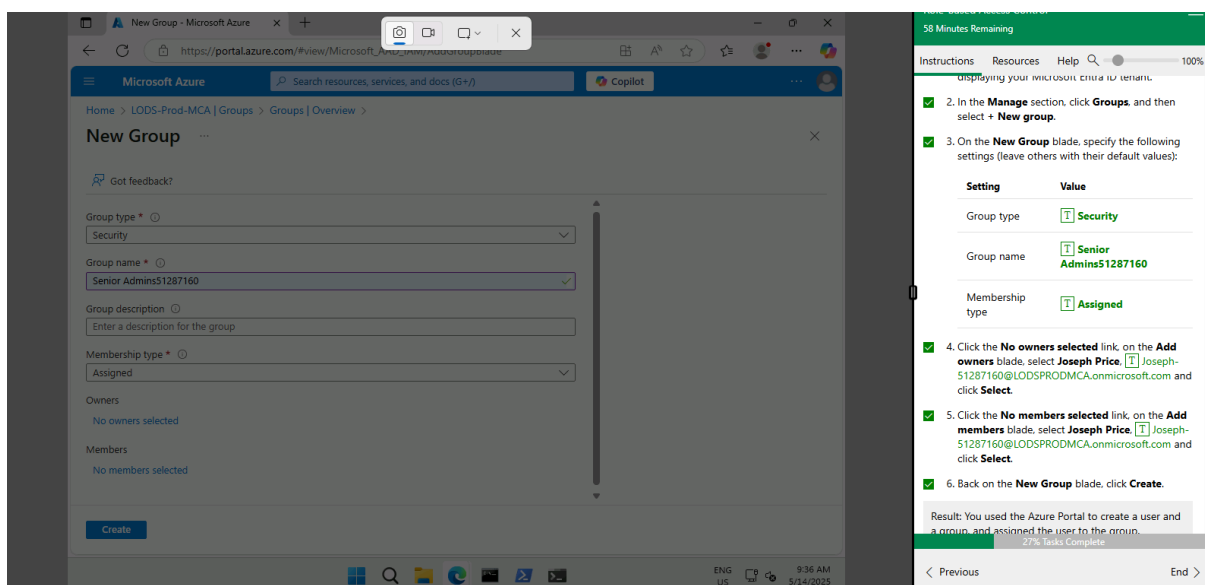 New Group - Microsoft Azure
https://portal.azure.com/#view/Microsoft_AAD_IAM/AddGroupBlade
Microsoft Azure
Search resources, services, and docs (G+/)
Copilot
Home > LODS-Prod-MCA | Groups > Groups | Overview >
New Group
Got feedback?
Group type *
Security
Group name *
Senior Admins51287160
Group description
Enter a description for the group
Membership type *
Assigned
Owners
No owners selected
Members
No members selected
Create
ENG
US
9:36 AM
5/14/2025
Role-Based Access Control
58 Minutes Remaining
Instructions Resources Help 100%
displaying your Microsoft Entra ID tenant.
2. In the Manage section, click Groups, and then
select + New group.
3. On the New Group blade, specify the following
settings (leave others with their default values):
Setting Value
Group type T Security
Group name T Senior
Admins51287160
Membership
type T Assigned
4. Click the No owners selected link, on the Add
owners blade, select Joseph Price, T Joseph-
51287160@LODSPRODMCA.onmicrosoft.com and
click Select.
5. Click the No members selected link, on the Add
members blade, select Joseph Price, T Joseph-
51287160@LODSPRODMCA.onmicrosoft.com and
click Select.
6. Back on the New Group blade, click Create.
Result: You used the Azure Portal to create a user and
a group, and assigned the user to the group.
27% Tasks Complete
< Previous
End >